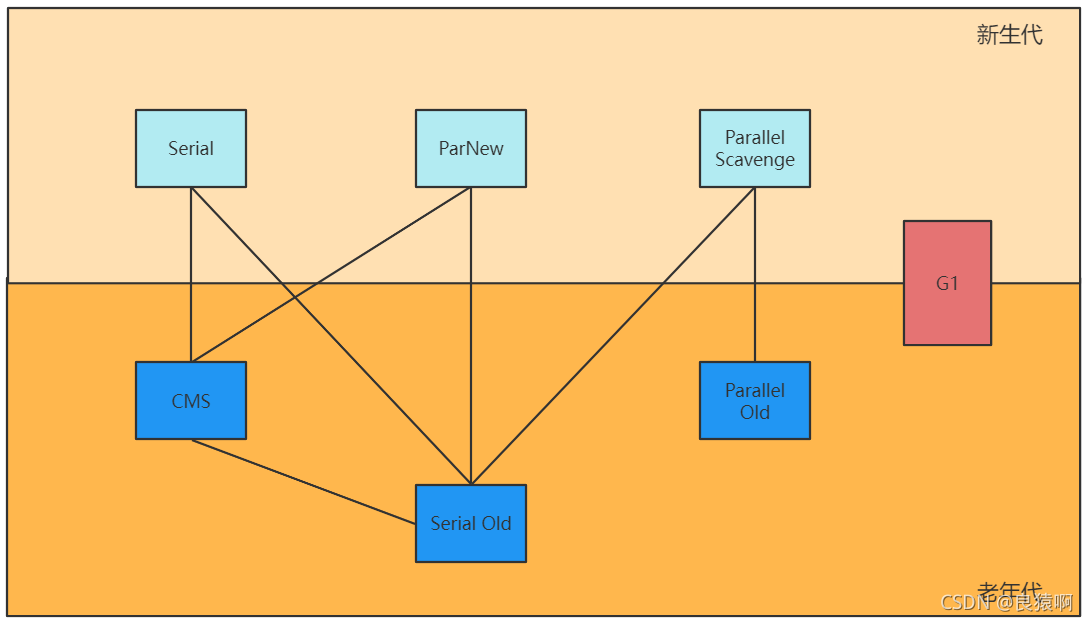 新生代
Serial
ParNew
Parallel
Scavenge
G1
CMS
Parallel
Old
Serial Old
老年代
CSDN @良猿啊